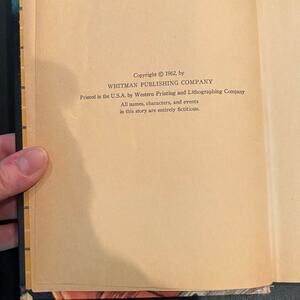 Copyright © 1962, by
WHITMAN PUBLISHING COMPANY
Printed in the U.S.A. by Western Printing and Lithographing Company
All names, characters, and events
in this story are entirely fictitious.